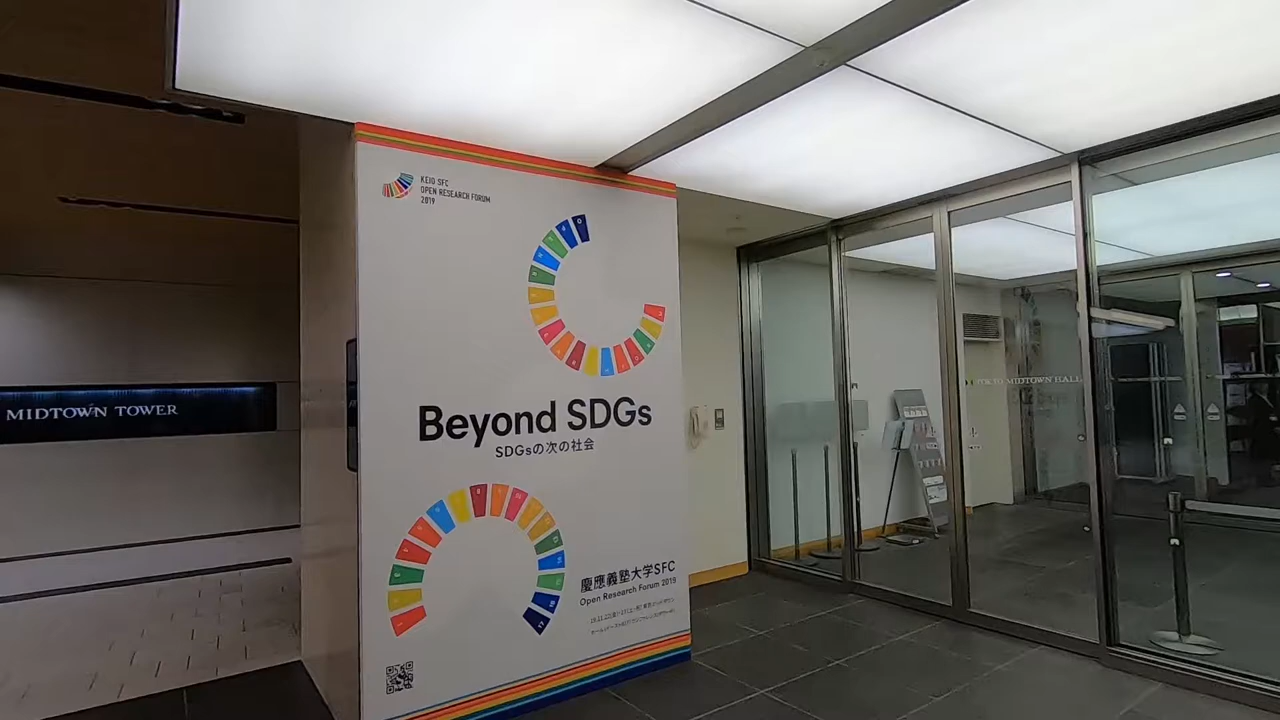 KEIO SFC
OPEN RESEARCH FORUM
2019
Beyond SDGs
SDGsの次の社会
慶應義塾大学SFC
Open Research Forum 2019
MIDTOWN TOWER
TOKYO MIDTOWN HALL